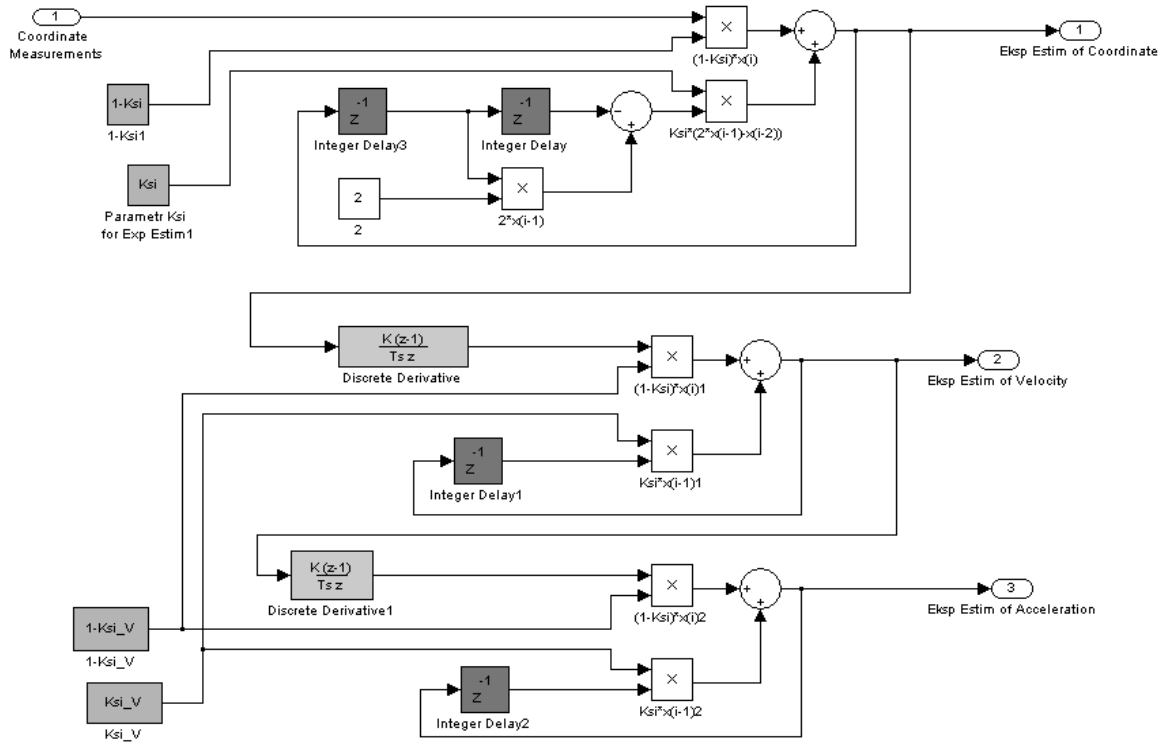 1
Coordinate
Measurements
1-Ksi
1-Ksi1
Ksi
Parametr Ksi
for Exp Estim1
-1
Z
Integer Delay3
-1
Z
Integer Delay
2
2
×
2*x(i-1)
-
+
×
(1-Ksi)*x(i)
×
Ksi*(2*x(i-1)-x(i-2))
+
+
1
Eksp Estim of Coordinate
K (z-1)
Ts z
Discrete Derivative
×
(1-Ksi)*x(i)1
+
+
2
Eksp Estim of Velocity
×
Ksi*x(i-1)1
-1
Z
Integer Delay1
K (z-1)
Ts z
Discrete Derivative1
×
(1-Ksi)*x(i)2
+
+
3
Eksp Estim of Acceleration
1-Ksi_V
1-Ksi_V
Ksi_V
Ksi_V
×
Ksi*x(i-1)2
-1
Z
Integer Delay2